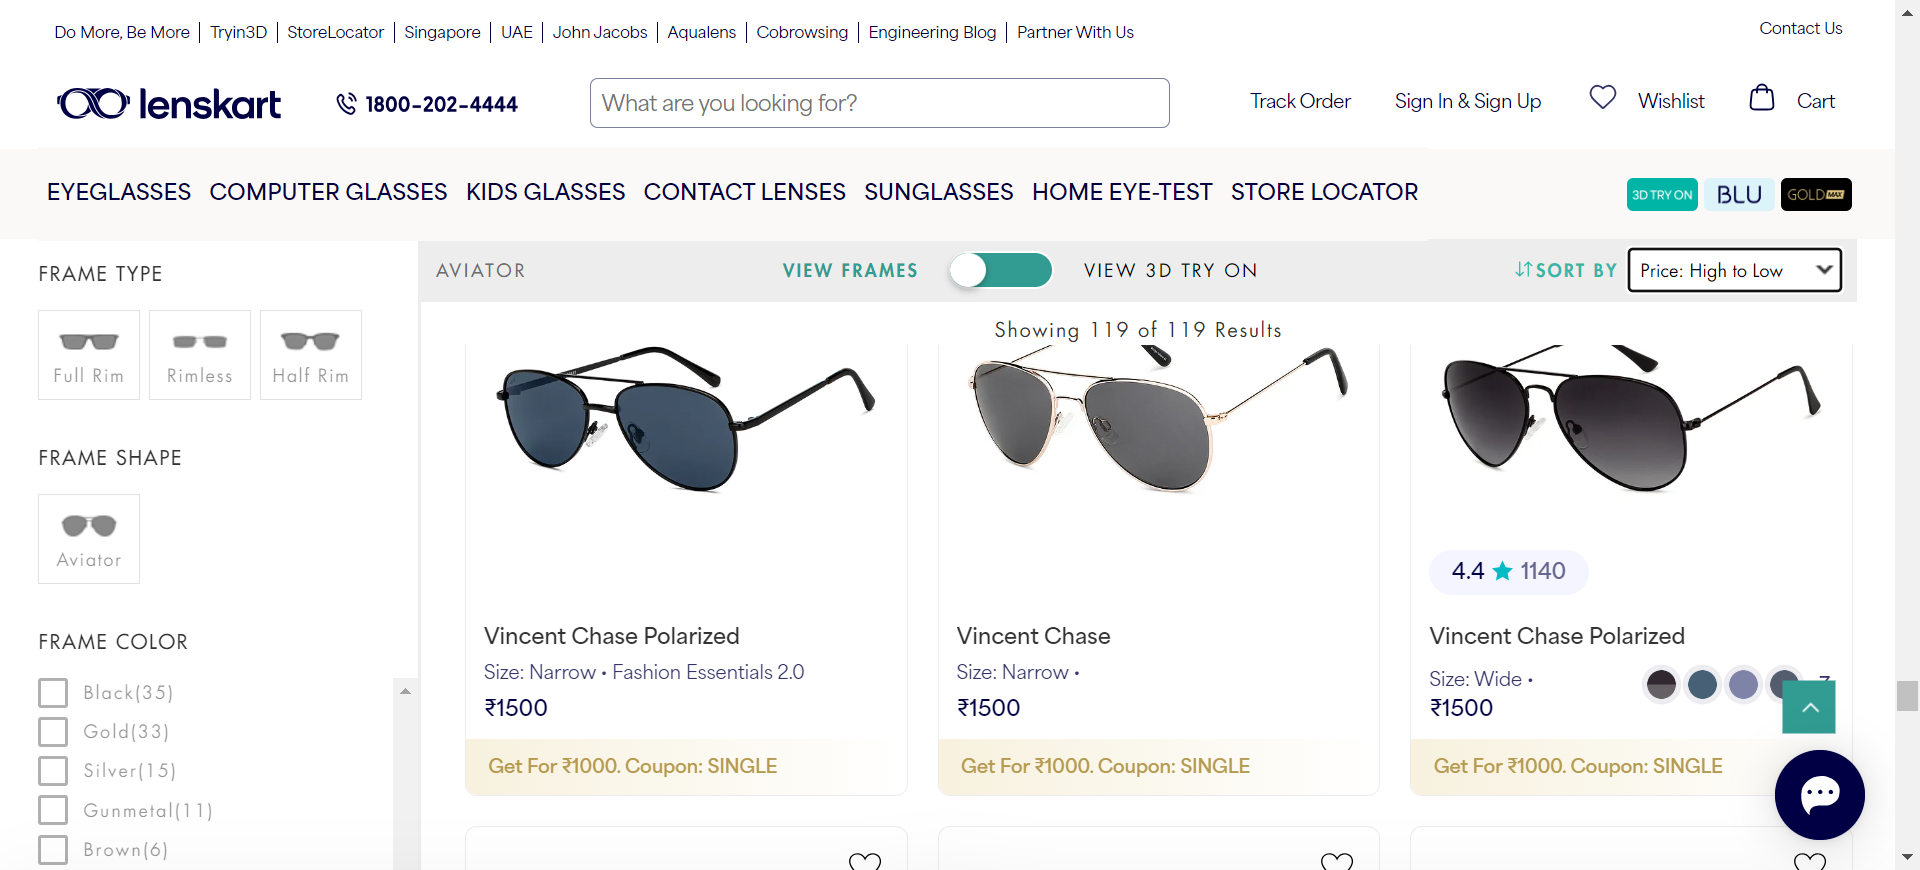 Do More, Be More Tryin3D StoreLocator Singapore UAE John Jacobs Aqualens Cobrowsing Engineering Blog Partner With Us Contact Us
lenskart 1800-202-4444 What are you looking for? Track Order Sign In & Sign Up Wishlist Cart
EYEGLASSES COMPUTER GLASSES KIDS GLASSES CONTACT LENSES SUNGLASSES HOME EYE-TEST STORE LOCATOR 3D TRY ON BLU GOLD MAX
FRAME TYPE
Full Rim Rimless Half Rim
FRAME SHAPE
Aviator
FRAME COLOR
Black(35)
Gold(33)
Silver(15)
Gunmetal(11)
Brown(6)
AVIATOR VIEW FRAMES VIEW 3D TRY ON SORT BY Price: High to Low
Showing 119 of 119 Results
Vincent Chase Polarized
Size: Narrow • Fashion Essentials 2.0
₹1500
Get For ₹1000. Coupon: SINGLE
Vincent Chase
Size: Narrow •
₹1500
Get For ₹1000. Coupon: SINGLE
4.4 1140
Vincent Chase Polarized
Size: Wide •
₹1500
Get For ₹1000. Coupon: SINGLE